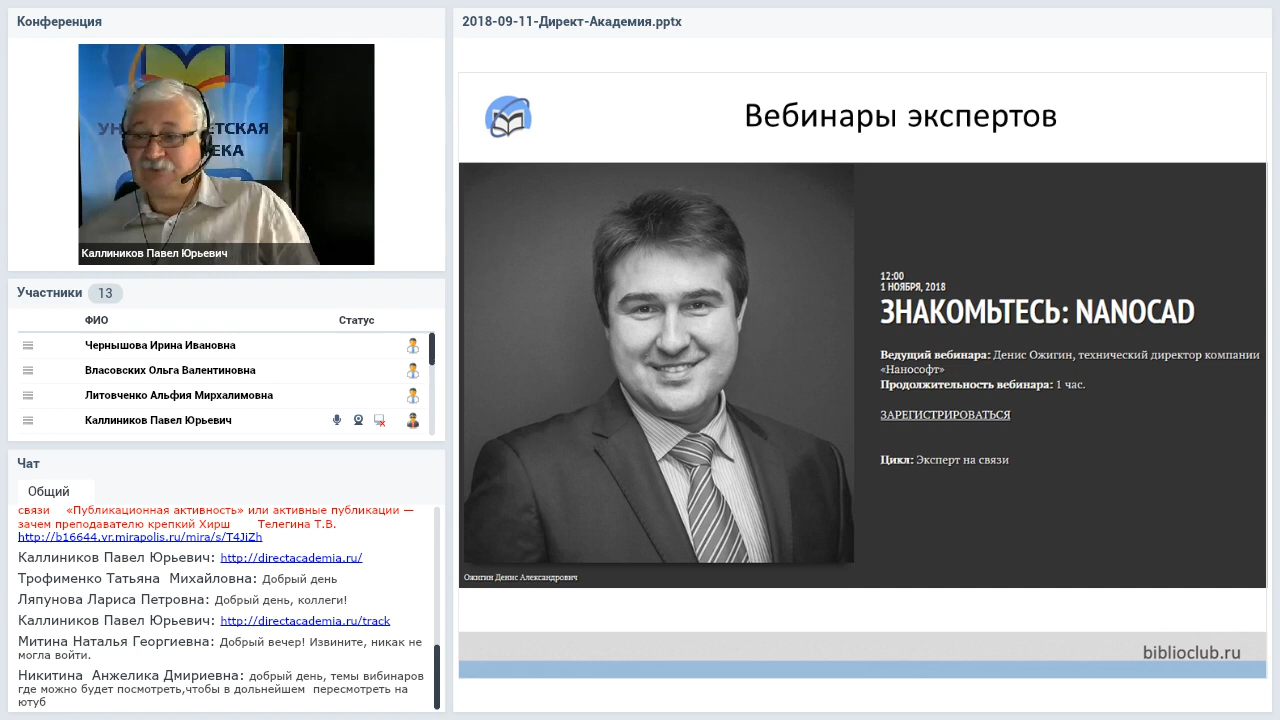 Конференция
УН ЕТСКАЯ
ЕКА
Каллиников Павел Юрьевич
Участники 13
ФИО Статус
Чернышова Ирина Ивановна
Власовских Ольга Валентиновна
Литовченко Альфия Мирхалимовна
Каллиников Павел Юрьевич
Чат
Общий
связи «Публикационная активность» или активные публикации —
зачем преподавателю крепкий Хирш Телегина Т.В.
http://b16644.vr.mirapolis.ru/mira/s/T4JiZh
Каллиников Павел Юрьевич: http://directacademia.ru/
Трофименко Татьяна Михайловна: Добрый день
Ляпунова Лариса Петровна: Добрый день, коллеги!
Каллиников Павел Юрьевич: http://directacademia.ru/track
Митина Наталья Георгиевна: Добрый вечер! Извините, никак не
могла войти.
Никитина Анжелика Дмириевна: добрый день, темы вибинаров
где можно будет посмотреть,чтобы в дольнейшем пересмотреть на
ютуб
2018-09-11-Директ-Академия.pptx
Вебинары экспертов
12:00
1 НОЯБРЯ, 2018
ЗНАКОМЬТЕСЬ: NANOCAD
Ведущий вебинара: Денис Ожигин, технический директор компании
«Нанософт»
Продолжительность вебинара: 1 час.
ЗАРЕГИСТРИРОВАТЬСЯ
Цикл: Эксперт на связи
Ожигин Денис Александрович
biblioclub.ru